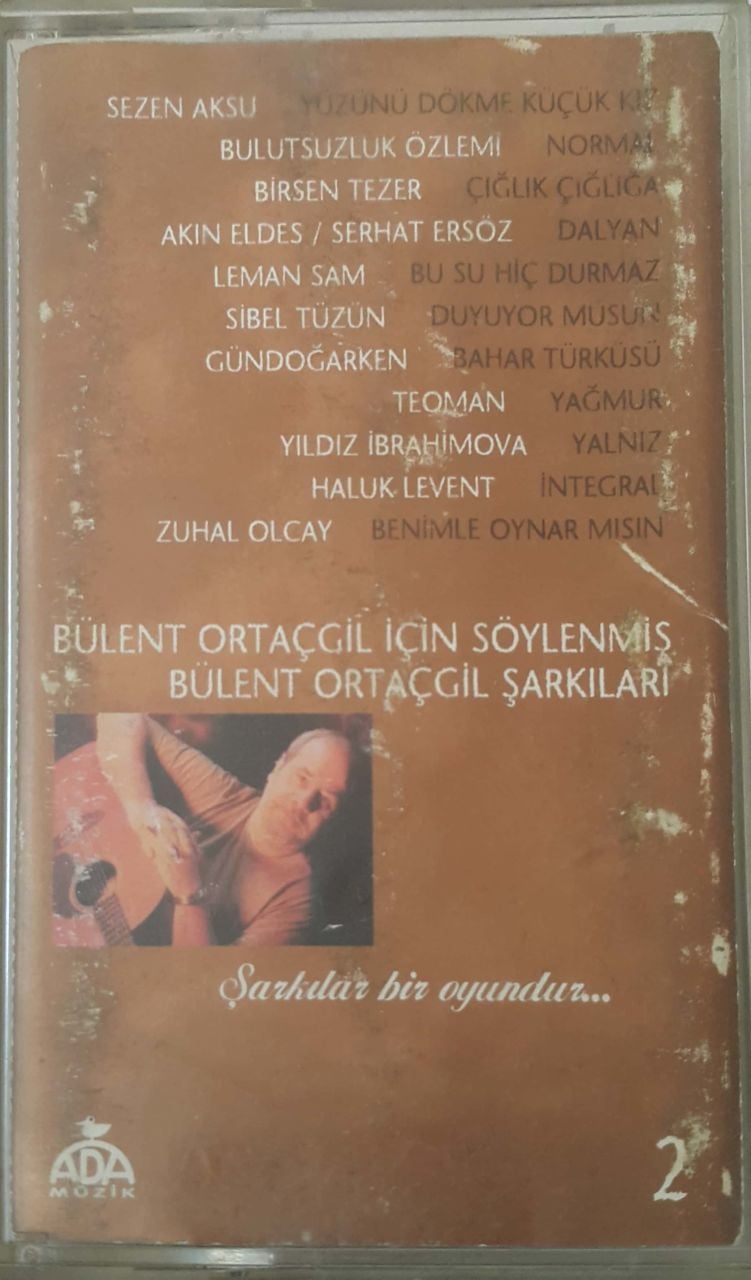 SEZEN AKSU YÜZÜNÜ DÖKME KÜÇÜK KIZ
BULUTSUZLUK ÖZLEMİ NORMAL
BİRSEN TEZER ÇIĞLIK ÇIĞLIĞA
AKIN ELDES / SERHAT ERSÖZ DALYAN
LEMAN SAM BU SU HİÇ DURMAZ
SİBEL TÜZÜN DUYUYOR MUSUN
GÜNDOĞARKEN BAHAR TÜRKÜSÜ
TEOMAN YAĞMUR
YILDIZ İBRAHİMOVA YALNIZ
HALUK LEVENT İNTEGRAL
ZUHAL OLCAY BENİMLE OYNAR MISIN
BÜLENT ORTAÇGİL İÇİN SÖYLENMİŞ
BÜLENT ORTAÇGİL ŞARKILARI
Şarkılar bir oyundur...
ADA
MÜZİK
2